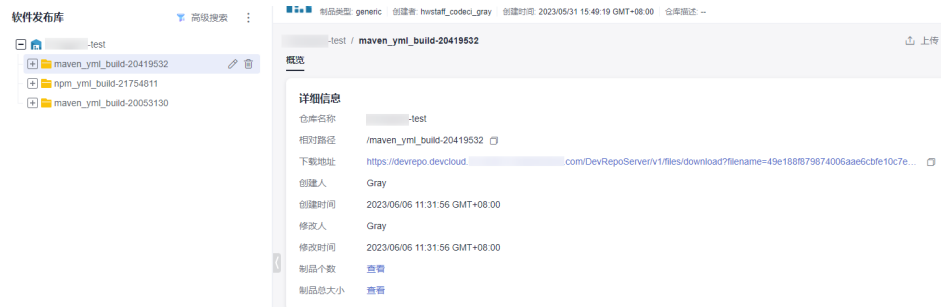 软件发布库 高级搜索
-test
maven_yml_build-20419532
npm_yml_build-21754811
maven_yml_build-20053130
制品类型: generic 创建者: hwstaff_codeci_gray 创建时间: 2023/05/31 15:49:19 GMT+08:00 仓库描述: --
-test / maven_yml_build-20419532 上传
概览
详细信息
仓库名称 -test
相对路径 /maven_yml_build-20419532
下载地址 https://devrepo.devcloud. .com/DevRepoServer/v1/files/download?filename=49e188f879874006aae6cbfe10c7e...
创建人 Gray
创建时间 2023/06/06 11:31:56 GMT+08:00
修改人 Gray
修改时间 2023/06/06 11:31:56 GMT+08:00
制品个数 查看
制品总大小 查看